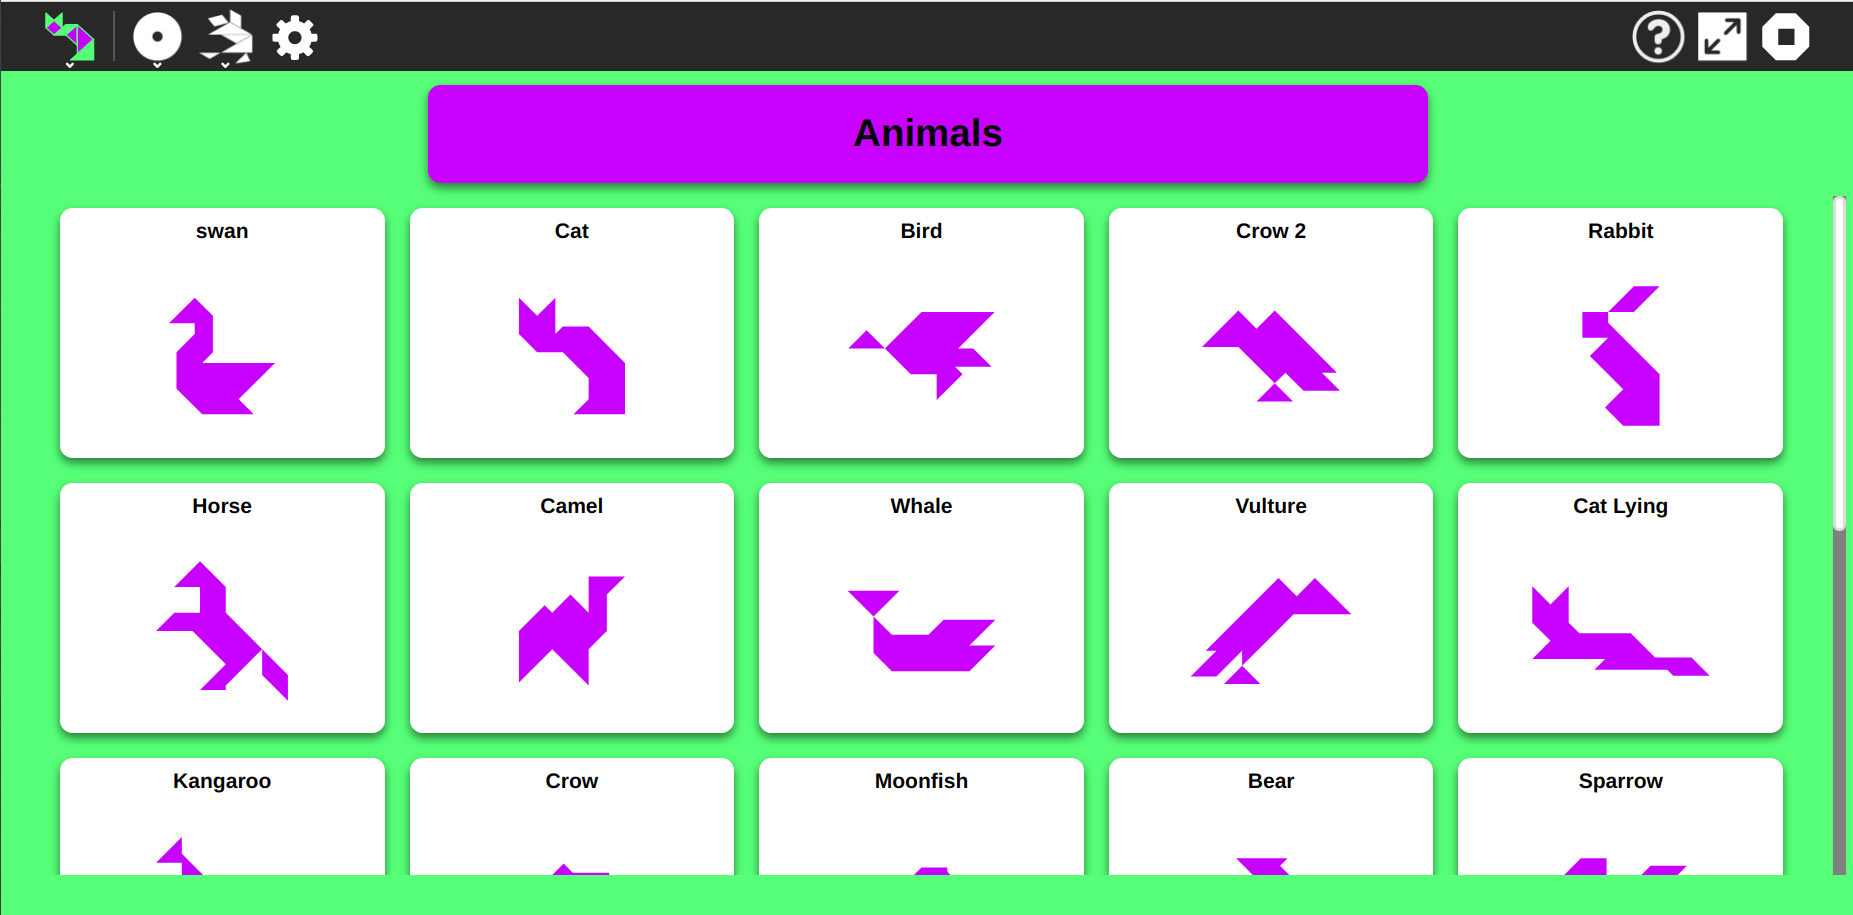 Animals
swan
Cat
Bird
Crow 2
Rabbit
Horse
Camel
Whale
Vulture
Cat Lying
Kangaroo
Crow
Moonfish
Bear
Sparrow